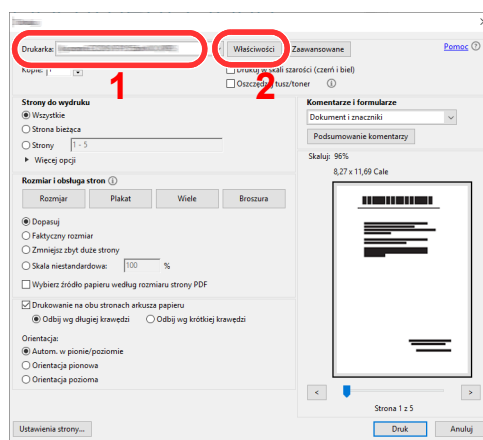 Drukarka:
Właściwości
Zaawansowane
Pomoc
Kopie: 1
Drukuj w skali szarości (czerń i biel)
Oszczędzaj tusz/toner
1
2
Strony do wydruku
Wszystkie
Strona bieżąca
Strony 1 - 5
Więcej opcji
Komentarze i formularze
Dokument i znaczniki
Podsumowanie komentarzy
Skaluj: 96%
8,27 x 11,69 Cale
Rozmiar i obsługa stron
Rozmiar Plakat Wiele Broszura
Dopasuj
Faktyczny rozmiar
Zmniejsz zbyt duże strony
Skala niestandardowa: 100 %
Wybierz źródło papieru według rozmiaru strony PDF
Drukowanie na obu stronach arkusza papieru
Odbij wg długiej krawędzi Odbij wg krótkiej krawędzi
Orientacja:
Autom. w pionie/poziomie
Orientacja pionowa
Orientacja pozioma
< >
Strona 1 z 5
Ustawienia strony...
Druk
Anuluj